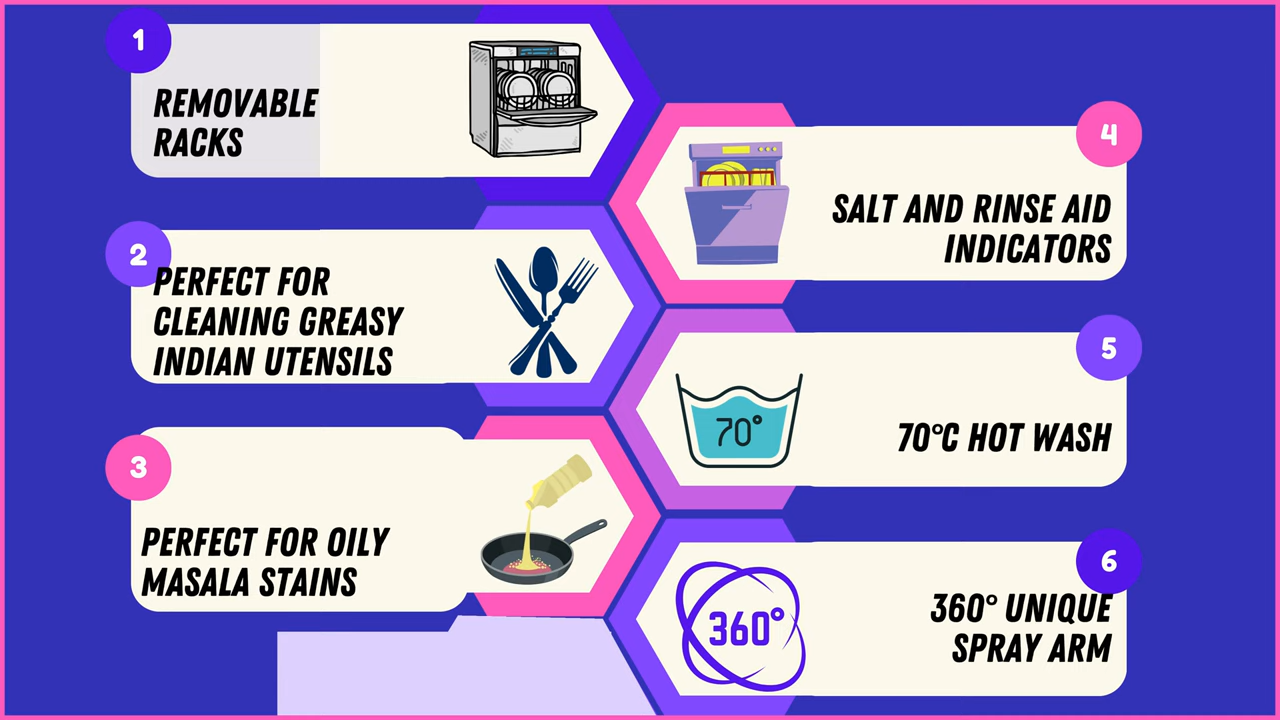 1
REMOVABLE
RACKS
2
PERFECT FOR
CLEANING GREASY
INDIAN UTENSILS
3
PERFECT FOR OILY
MASALA STAINS
4
SALT AND RINSE AID
INDICATORS
5
70°
70°C HOT WASH
6
360°
360° UNIQUE
SPRAY ARM